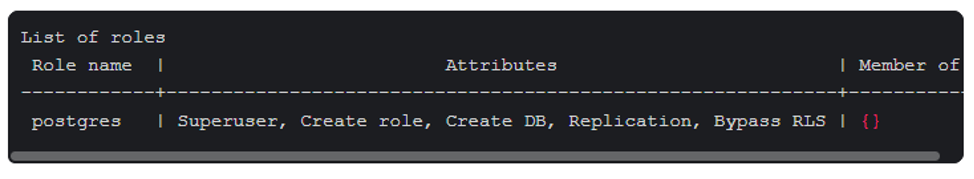 List of roles
Role name | Attributes | Member of
------------+------------------------------------------------------------+-----------
postgres | Superuser, Create role, Create DB, Replication, Bypass RLS | {}